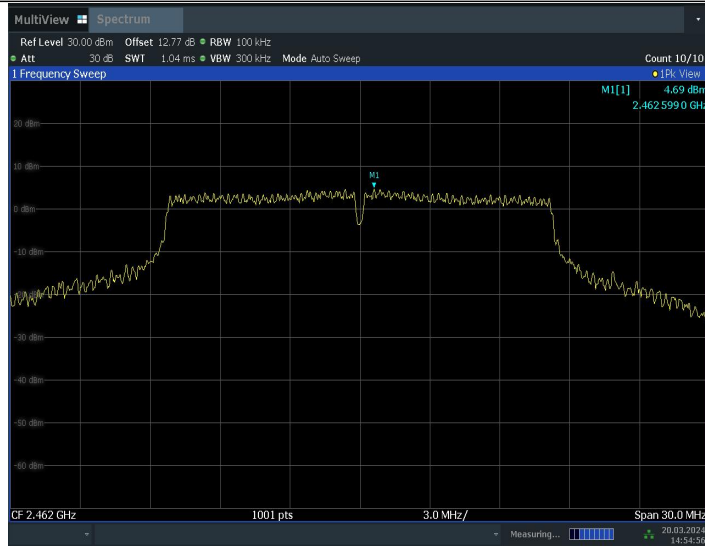 MultiView Spectrum
Ref Level 30.00 dBm Offset 12.77 dB RBW 100 kHz
Att 30 dB SWT 1.04 ms VBW 300 kHz Mode Auto Sweep Count 10/10
1 Frequency Sweep 1Pk View
M1[1] 4.69 dBm
2.4625990 GHz
20 dBm
10 dBm
M1
0 dBm
-10 dBm
-30 dBm
-40 dBm
-50 dBm
-60 dBm
CF 2.462 GHz 1001 pts 3.0 MHz/ Span 30.0 MHz
Measuring... 20.03.2024
14:54:56